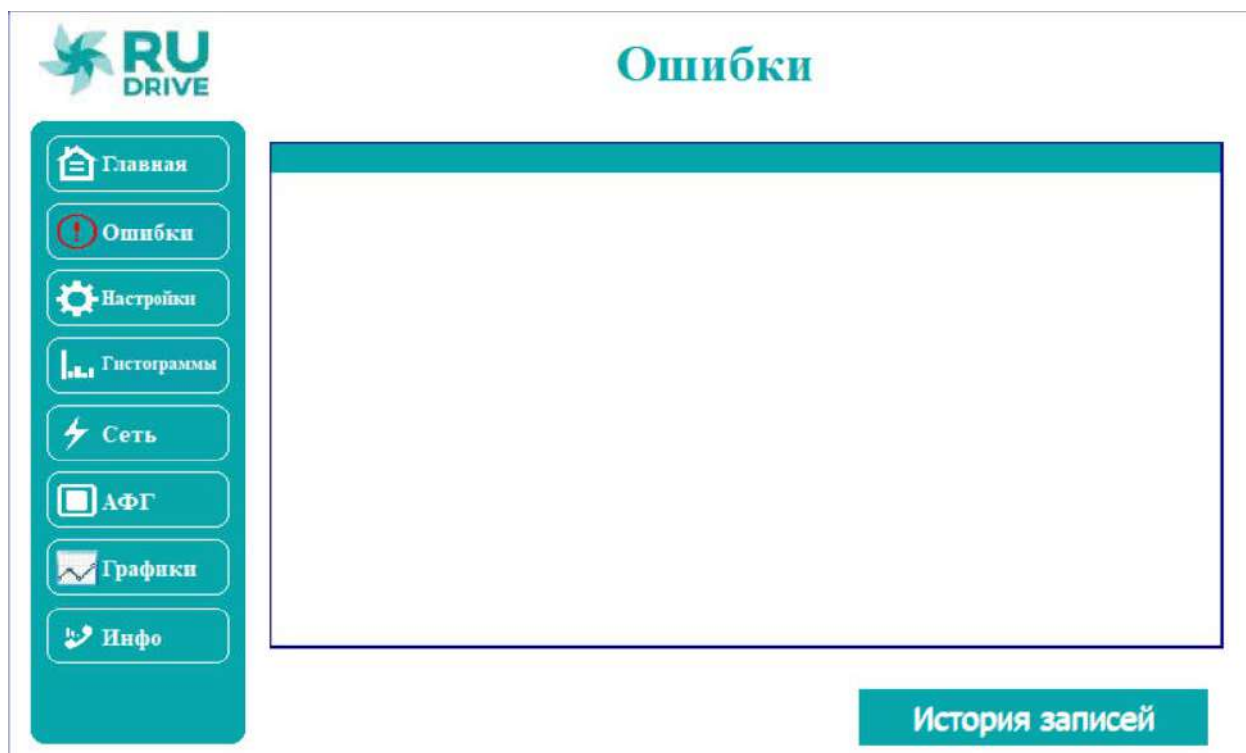 RU
DRIVE
Ошибки
Главная
Ошибки
Настройки
Гистограммы
Сеть
АФГ
Графики
Инфо
История записей